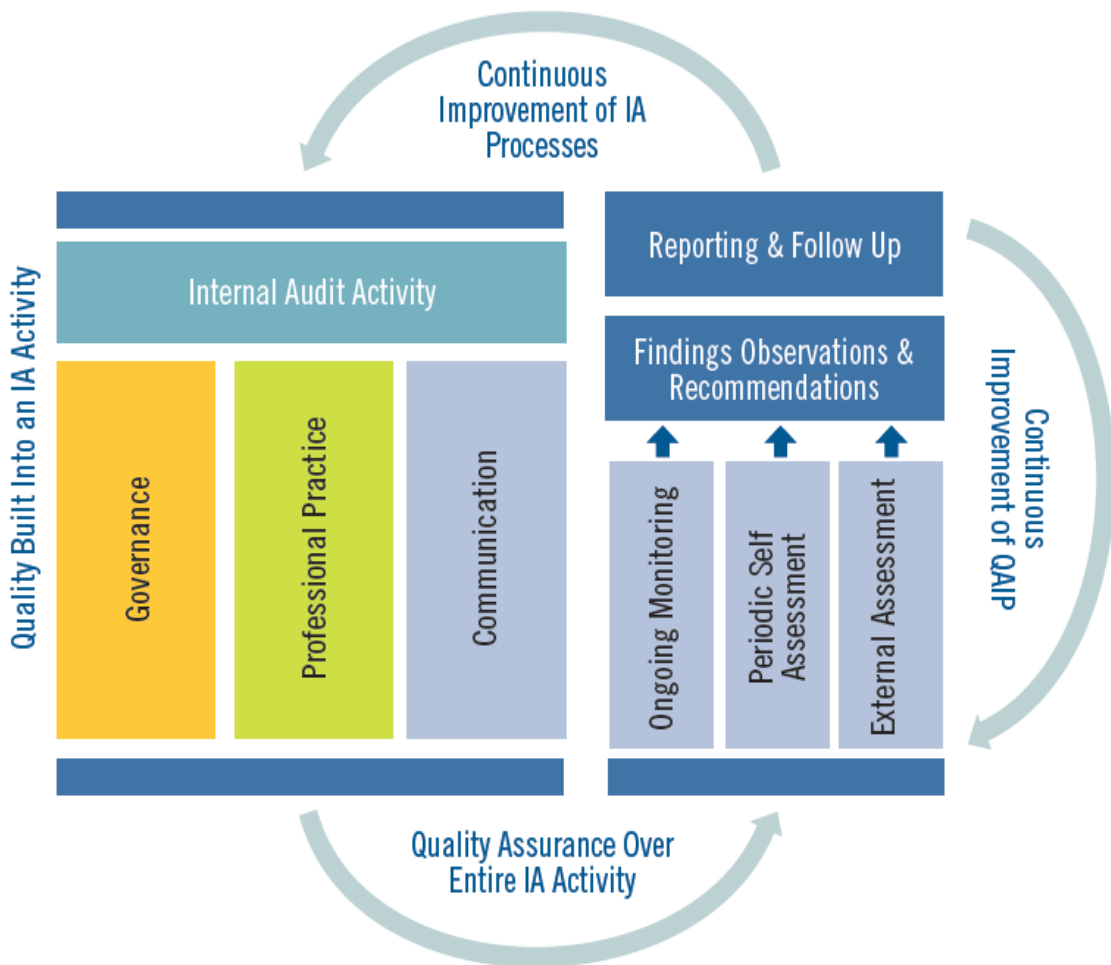 Continuous
Improvement of IA
Processes
Quality Built Into an IA Activity
Internal Audit Activity
Governance
Professional Practice
Communication
Reporting & Follow Up
Findings Observations &
Recommendations
Ongoing Monitoring
Periodic Self
Assessment
External Assessment
Continuous
Improvement of QAIP
Quality Assurance Over
Entire IA Activity